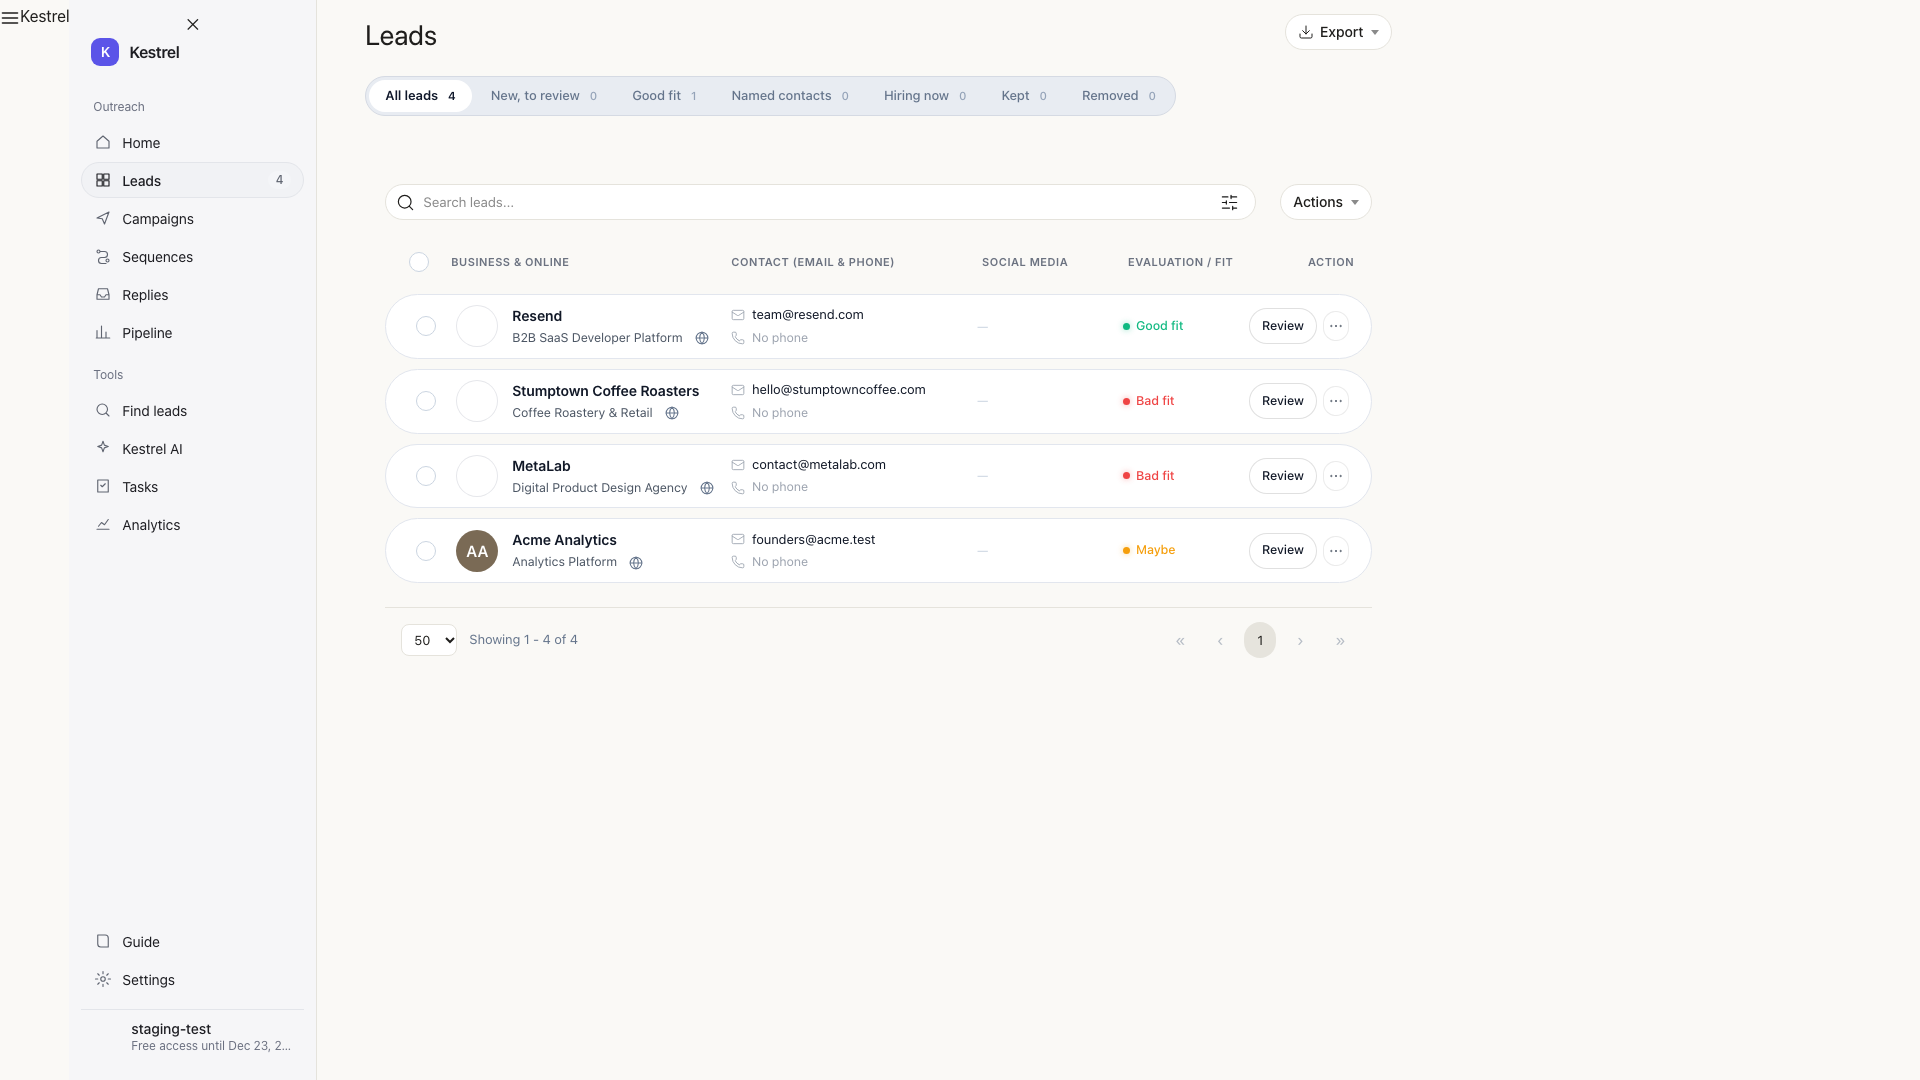 Kestrel
K Kestrel
Outreach
Home
Leads 4
Campaigns
Sequences
Replies
Pipeline
Tools
Find leads
Kestrel AI
Tasks
Analytics
Guide
Settings
staging-test
Free access until Dec 23, 2...
Leads
Export
All leads 4 New, to review 0 Good fit 1 Named contacts 0 Hiring now 0 Kept 0 Removed 0
Search leads...
Actions
BUSINESS & ONLINE CONTACT (EMAIL & PHONE) SOCIAL MEDIA EVALUATION / FIT ACTION
Resend
B2B SaaS Developer Platform
team@resend.com
No phone
—
Good fit
Review ···
Stumptown Coffee Roasters
Coffee Roastery & Retail
hello@stumptowncoffee.com
No phone
—
Bad fit
Review ···
MetaLab
Digital Product Design Agency
contact@metalab.com
No phone
—
Bad fit
Review ···
AA
Acme Analytics
Analytics Platform
founders@acme.test
No phone
—
Maybe
Review ···
50 Showing 1 - 4 of 4
« ‹ 1 › »